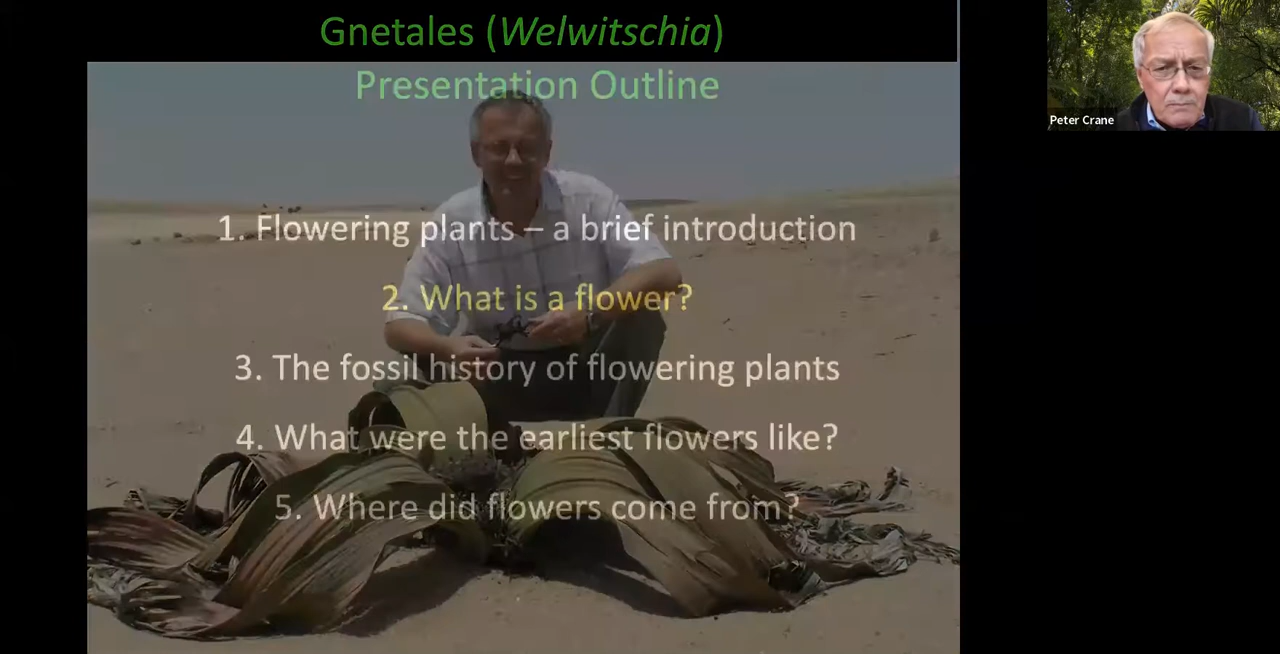 Gnetales (Welwitschia)
Presentation Outline
1. Flowering plants – a brief introduction
2. What is a flower?
3. The fossil history of flowering plants
4. What were the earliest flowers like?
5. Where did flowers come from?
Peter Crane